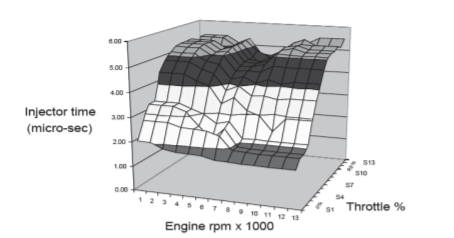 6.00
5.00
4.00
3.00
2.00
1.00
0.00
Injector time
(micro-sec)
1 2 3 4 5 6 7 8 9 10 11 12 13
Engine rpm x 1000
S13
S10
S7
S4
S1
0%
Throttle %